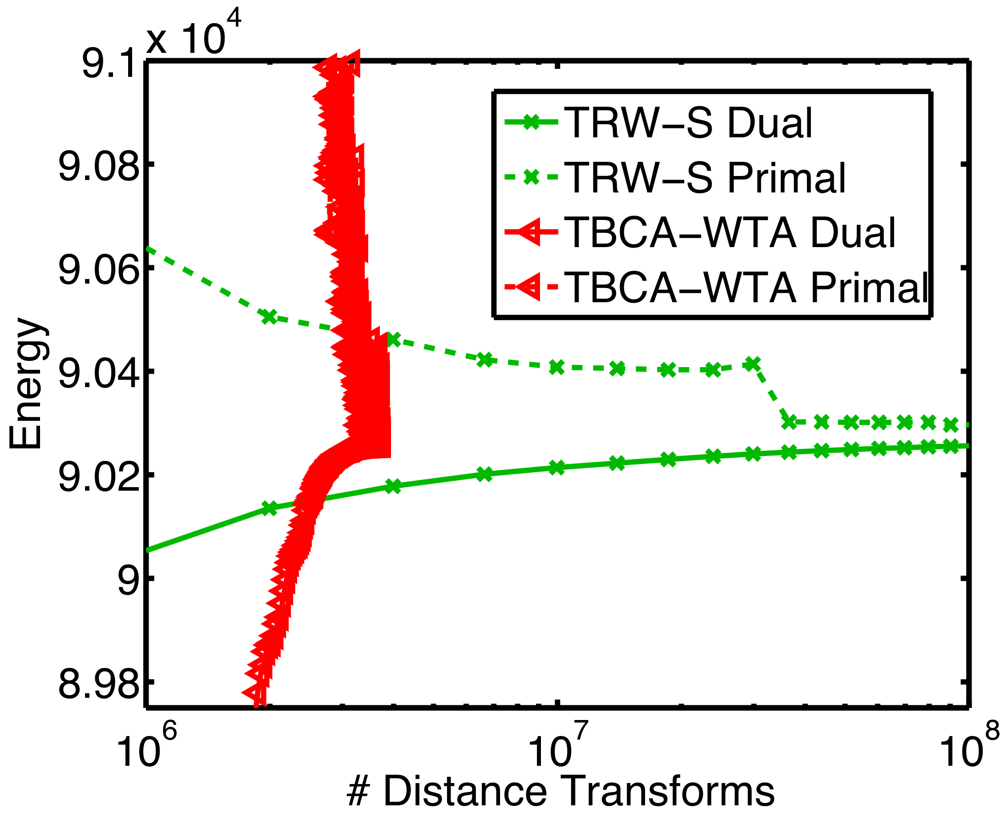 x 10^4
9.1
9.08
9.06
9.04
9.02
9
8.98
Energy
TRW–S Dual
TRW–S Primal
TBCA–WTA Dual
TBCA–WTA Primal
10^6 10^7 10^8
# Distance Transforms